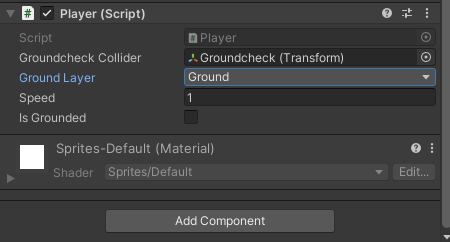 Player (Script)
Script Player
Groundcheck Collider Groundcheck (Transform)
Ground Layer Ground
Speed 1
Is Grounded
Sprites-Default (Material)
Shader Sprites/Default Edit...
Add Component